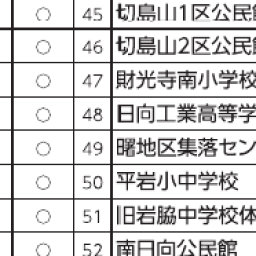 ○ 45 切島山1区公民館
○ 46 切島山2区公民館
○ 47 財光寺南小学校
○ 48 日向工業高等学
○ 49 曙地区集落セン
○ 50 平岩小中学校
○ 51 旧岩脇中学校体
○ 52 南日向公民館